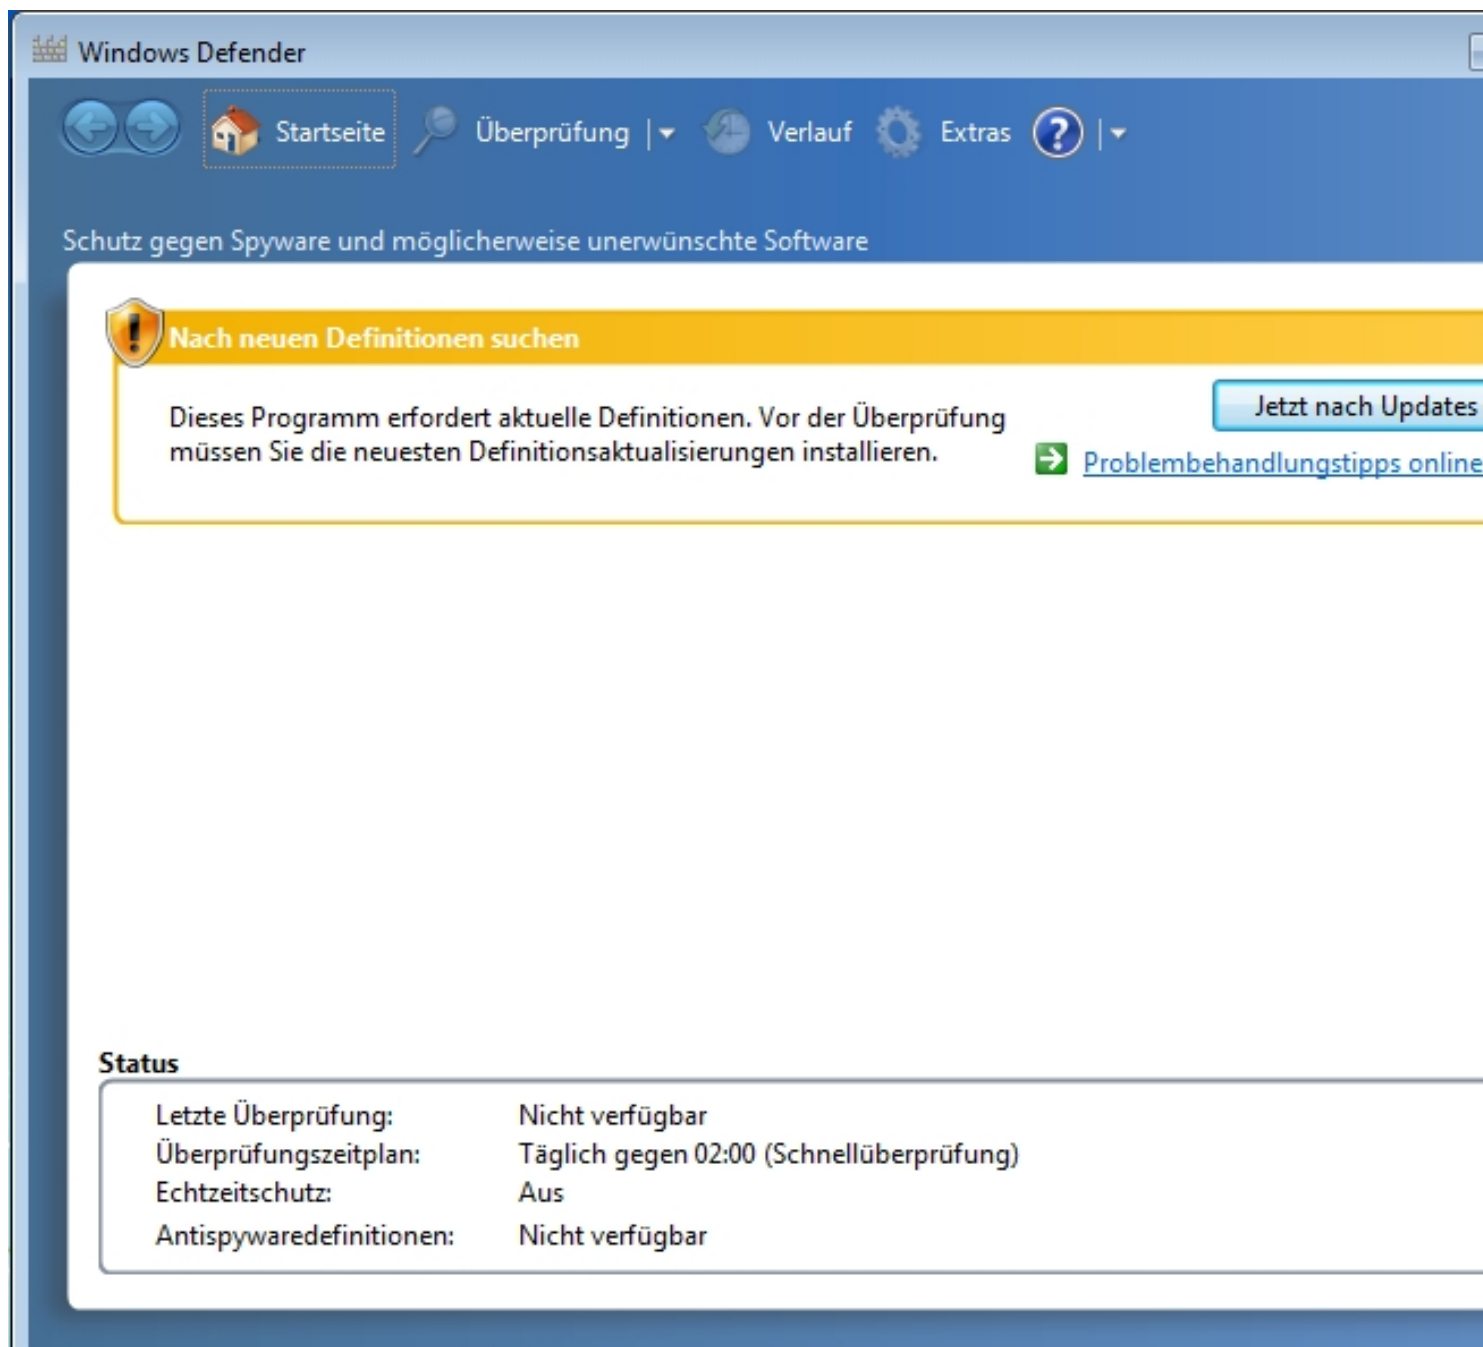 Windows Defender
Startseite Überprüfung Verlauf Extras ?
Schutz gegen Spyware und möglicherweise unerwünschte Software
Nach neuen Definitionen suchen
Dieses Programm erfordert aktuelle Definitionen. Vor der Überprüfung
müssen Sie die neuesten Definitionsaktualisierungen installieren.
Jetzt nach Updates
Problembehandlungstipps online
Status
Letzte Überprüfung: Nicht verfügbar
Überprüfungszeitplan: Täglich gegen 02:00 (Schnellüberprüfung)
Echtzeitschutz: Aus
Antispywaredefinitionen: Nicht verfügbar